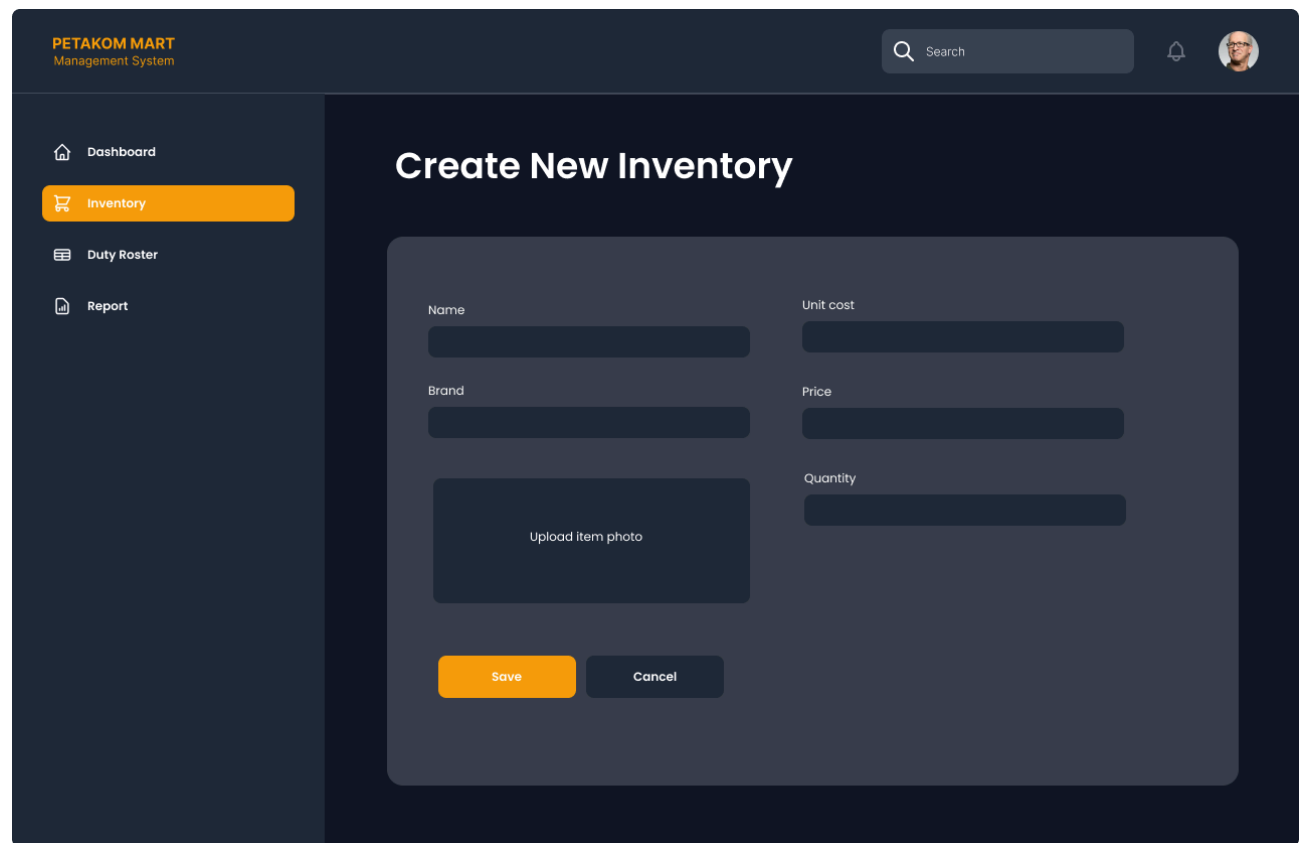 PETAKOM MART
Management System
Search
Dashboard
Inventory
Duty Roster
Report
Create New Inventory
Name
Unit cost
Brand
Price
Upload item photo
Quantity
Save
Cancel